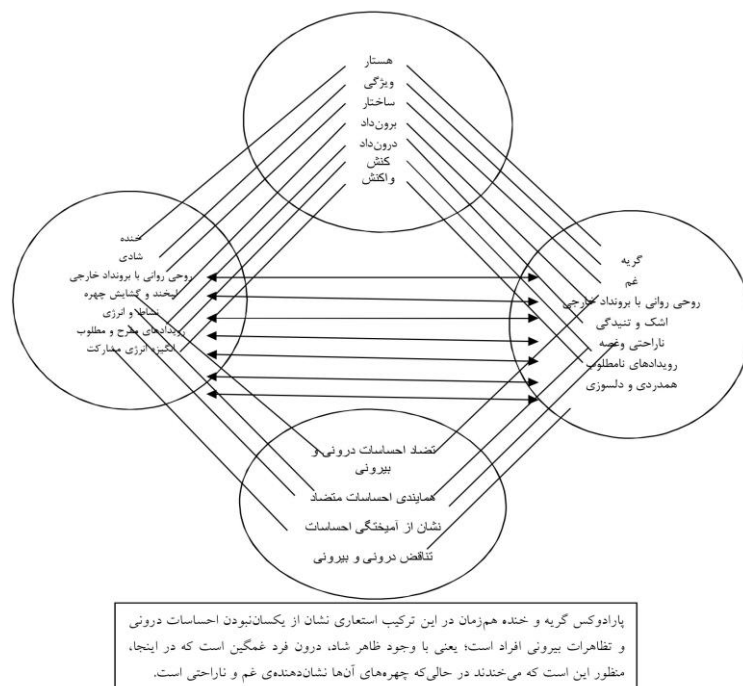 هستار
ویژگی
ساختار
برون‌داد
درون‌داد
کنش
واکنش
گریه
غم
روحی روانی با برونداد خارجی
اشک و تنیدگی
ناراحتی وغصه
رویدادهای نامطلوب
همدردی و دلسوزی
خنده
شادی
روحی روانی با برونداد خارجی
لبخند و گشایش چهره
نشاط و انرژی
رویدادهای مفرح و مطلوب
انگیزه انرژی مشارکت
تضاد احساسات درونی و
بیرونی
همایندی احساسات متضاد
نشان از آمیختگی احساسات
تناقض درونی و بیرونی
پارادوکس گریه و خنده هم‌زمان در این ترکیب استعاری نشان از یکسان‌نبودن احساسات درونی
و تظاهرات بیرونی افراد است؛ یعنی با وجود ظاهر شاد، درون فرد غمگین است که در اینجا،
منظور این است که می‌خندند در حالی‌که چهره‌های آن‌ها نشان‌دهنده‌ی غم و ناراحتی است.